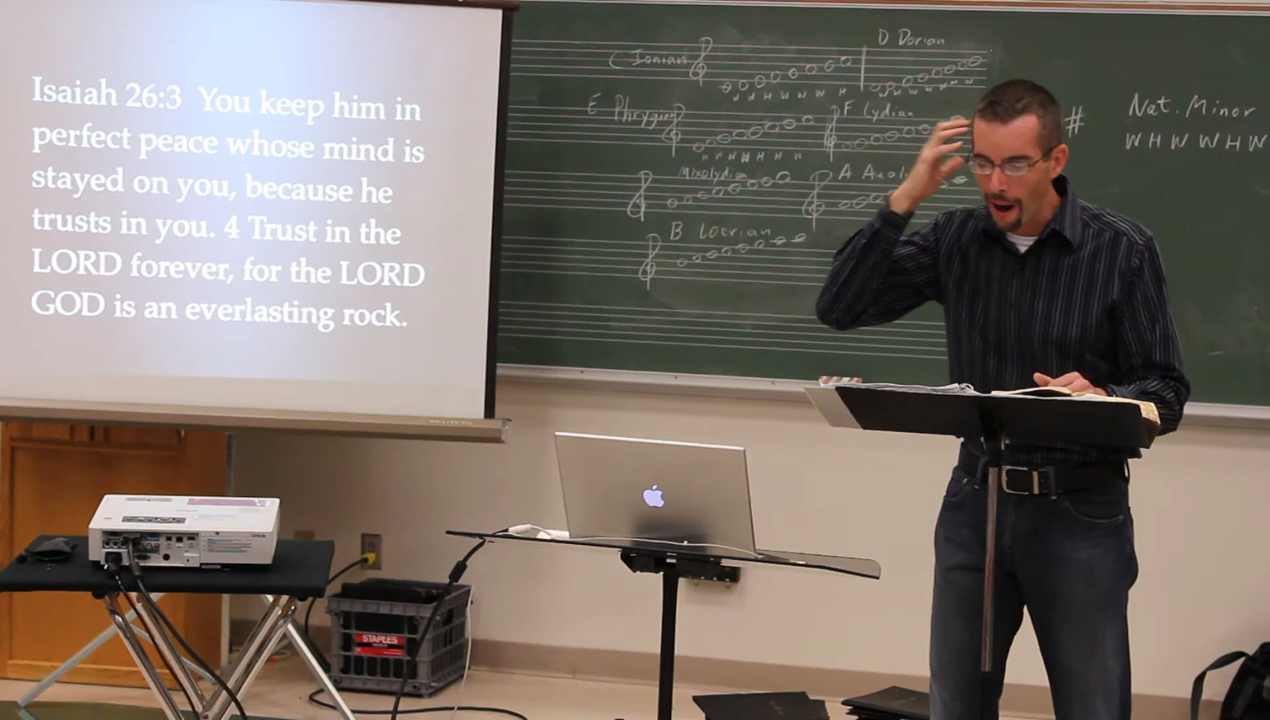 Isaiah 26:3 You keep him in
perfect peace whose mind is
stayed on you, because he
trusts in you. 4 Trust in the
LORD forever, for the LORD
GOD is an everlasting rock.
C Ionian
D Dorian
E Phrygian
F Lydian
Mixolydian
A Aeol
B Locrian
#
Nat. Minor
W H W W H W
STAPLES